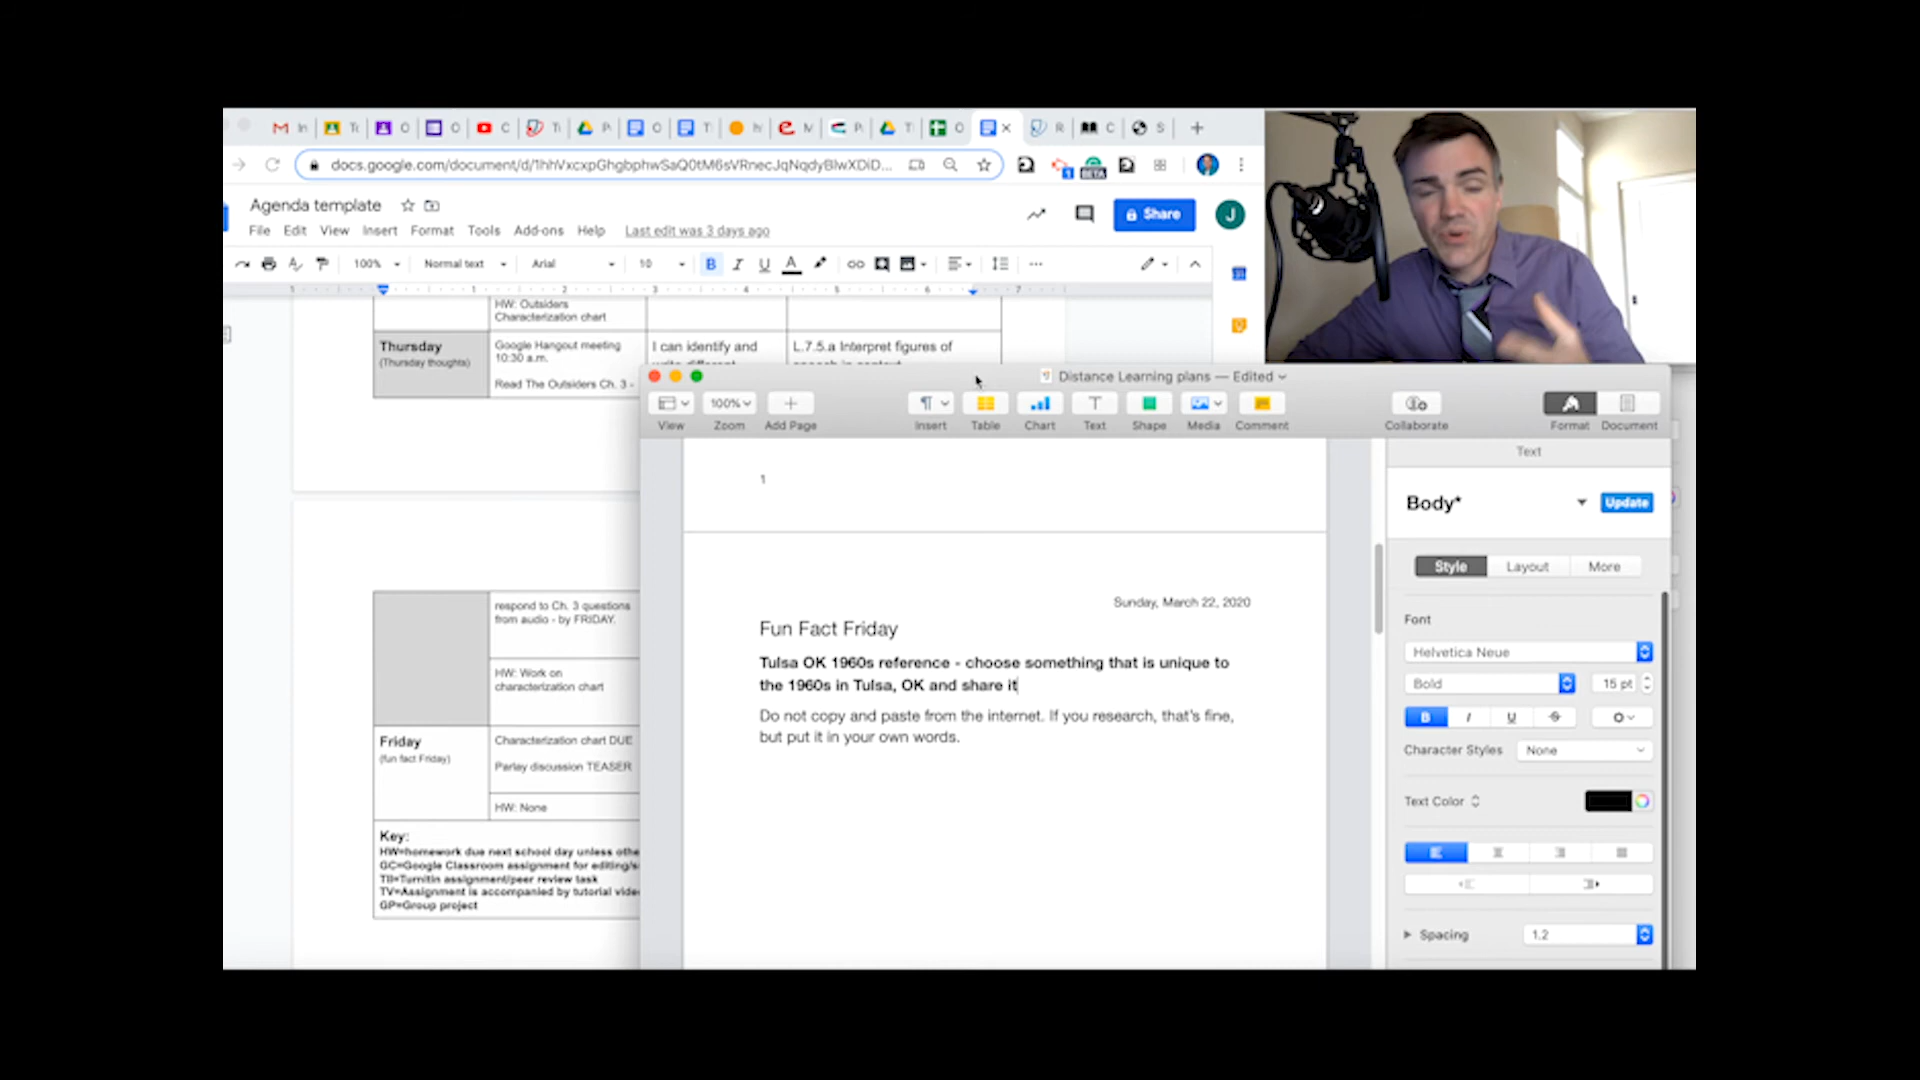 docs.google.com/document/d/1hhVxcxpGhgbphwSaQ0tM6sVRnecJqNqdyBlwXDiD...
BETA
Agenda template
Share
J
File Edit View Insert Format Tools Add-ons Help Last edit was 3 days ago
100% Normal text Arial 10 B I U A
1 1 2 3 4 5 6 7
HW: Outsiders
Characterization chart
Thursday
(Thursday thoughts)
Google Hangout meeting
10:30 a.m.
Read The Outsiders Ch. 3 -
I can identify and
L.7.5.a Interpret figures of
respond to Ch. 3 questions
from audio - by FRIDAY.
HW: Work on
characterization chart
Friday
(fun fact Friday)
Characterization chart DUE
Parlay discussion TEASER
HW: None
Key:
HW=homework due next school day unless othe
GC=Google Classroom assignment for editing/s
TII=Turnitin assignment/peer review task
TV=Assignment is accompanied by tutorial vide
GP=Group project
Distance Learning plans — Edited
100%
View Zoom Add Page Insert Table Chart Text Shape Media Comment Collaborate Format Document
1
Sunday, March 22, 2020
Fun Fact Friday
Tulsa OK 1960s reference - choose something that is unique to
the 1960s in Tulsa, OK and share it
Do not copy and paste from the internet. If you research, that's fine,
but put it in your own words.
Text
Body*
Update
Style Layout More
Font
Helvetica Neue
Bold 15 pt
B I U S
Character Styles None
Text Color
Spacing 1.2